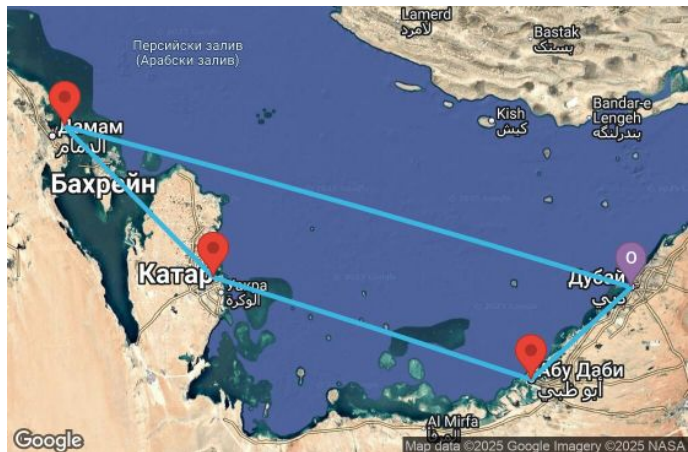 Lamerd
لامرد
Персийски залив
(Арабски залив)
Bastak
بستک
Kish
کیش
Bandar-e
Lengeh
بندرلنگه
Дамам
الدمام
Бахрейн
Катар
Уакра
الوكرة
O
Дубай
دبي
Абу Даби
أبو ظبي
Al Mirfa
المرفأ
Google
Map data ©2025 Google Imagery ©2025 NASA